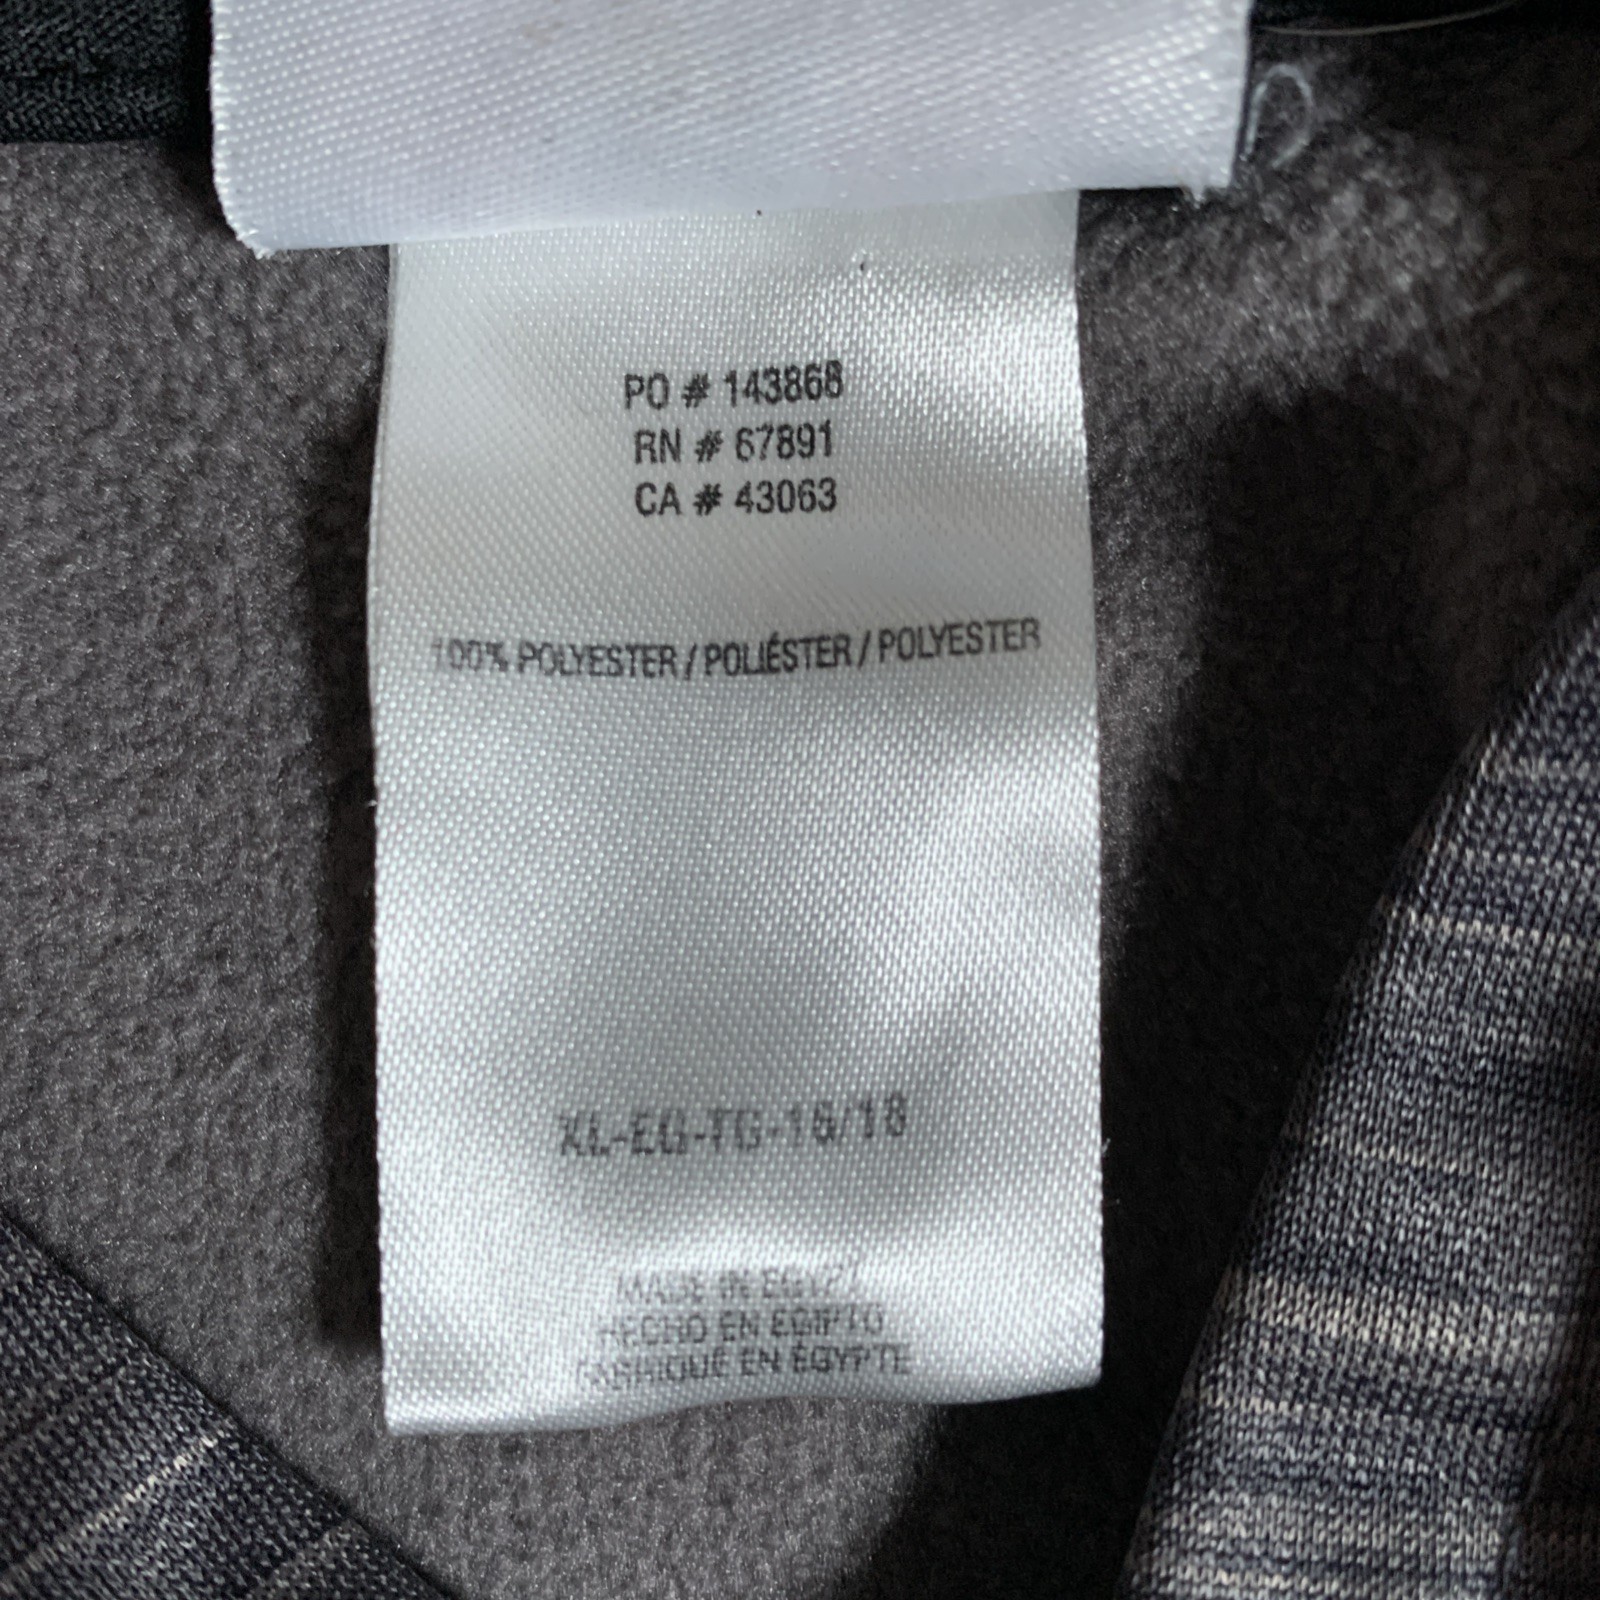 PO # 143868
RN # 67891
CA # 43063
100% POLYESTER / POLIÉSTER / POLYESTER
XL-EG-TG-16/18
MADE IN EGYPT
HECHO EN EGIPTO
FABRIQUÉ EN ÉGYPTE